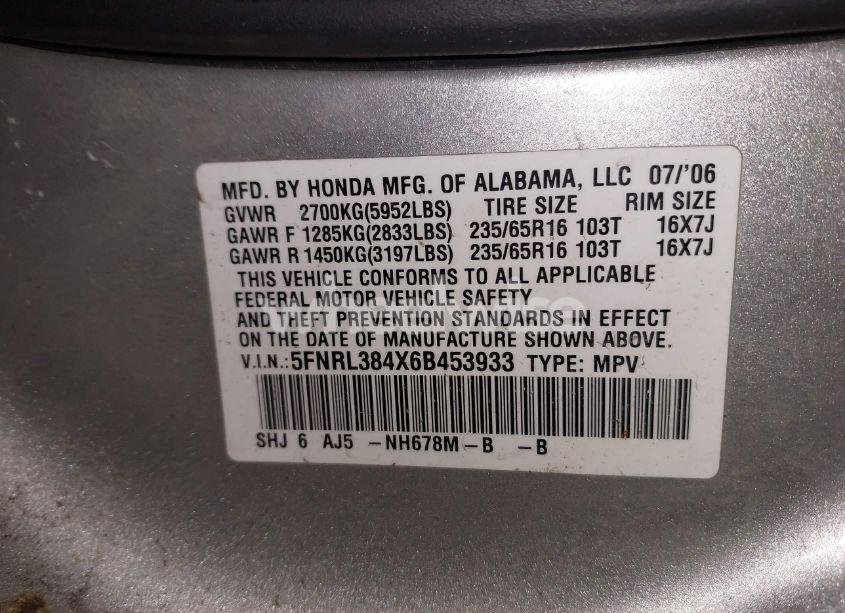 MFD. BY HONDA MFG. OF ALABAMA, LLC 07/'06
GVWR 2700KG(5952LBS) TIRE SIZE RIM SIZE
GAWR F 1285KG(2833LBS) 235/65R16 103T 16X7J
GAWR R 1450KG(3197LBS) 235/65R16 103T 16X7J
THIS VEHICLE CONFORMS TO ALL APPLICABLE
FEDERAL MOTOR VEHICLE SAFETY
AND THEFT PREVENTION STANDARDS IN EFFECT
ON THE DATE OF MANUFACTURE SHOWN ABOVE.
V.I.N.:5FNRL384X6B453933 TYPE: MPV
SHJ 6 AJ5 -NH678M-B -B